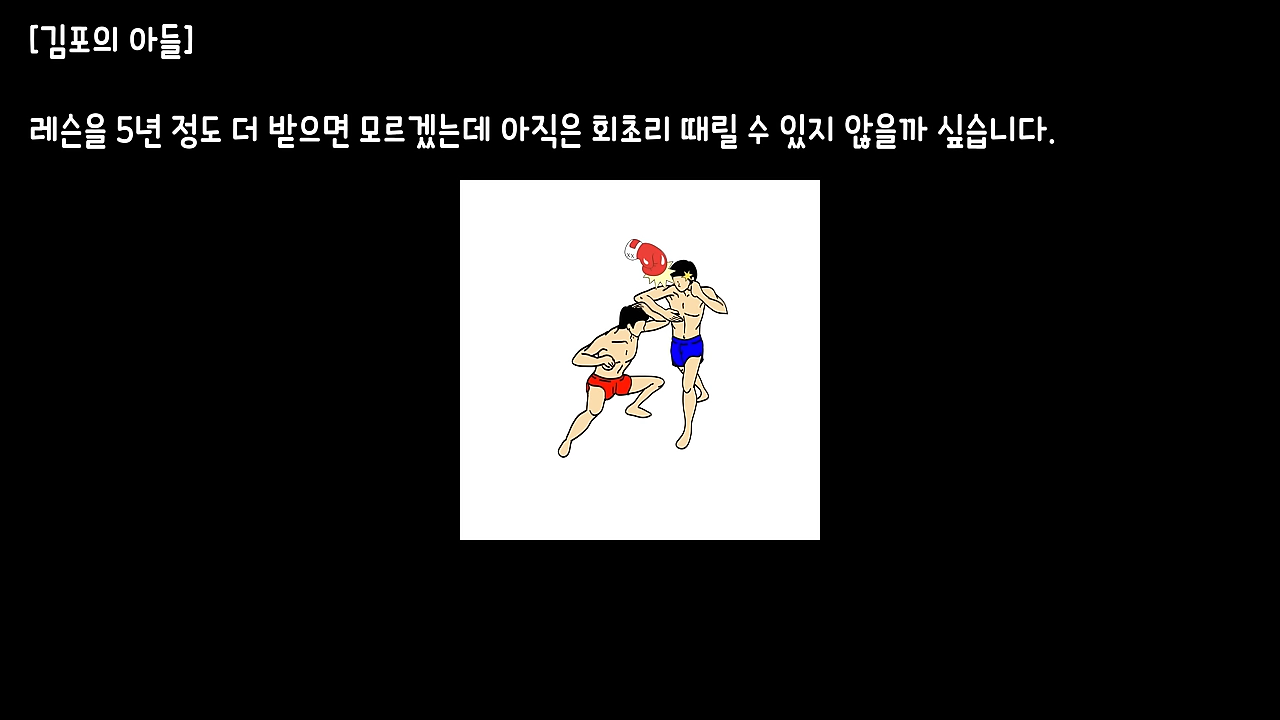 [김포의 아들]
레슨을 5년 정도 더 받으면 모르겠는데 아직은 회초리 때릴 수 있지 않을까 싶습니다.